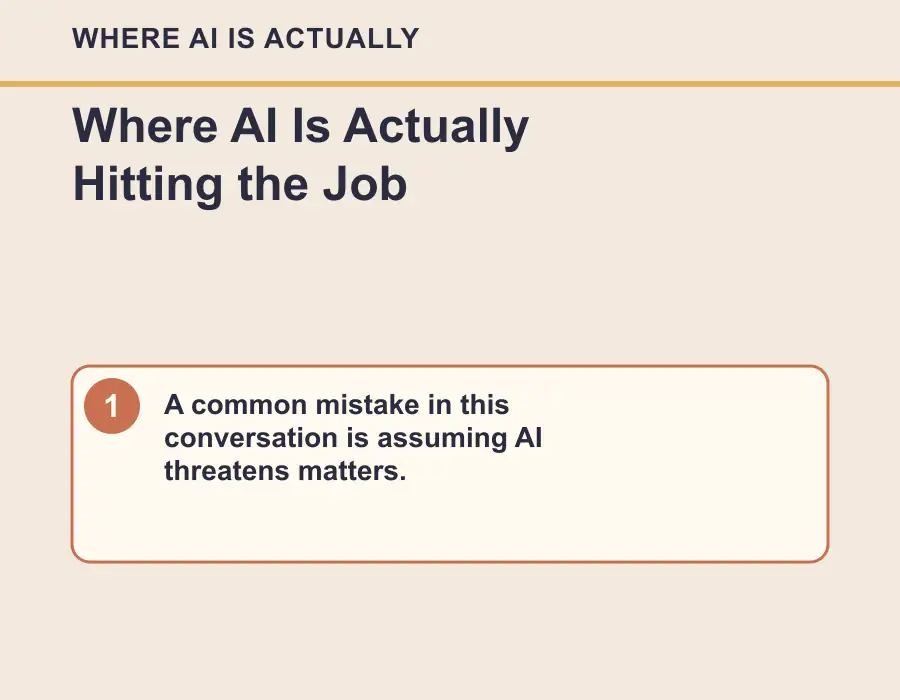 WHERE AI IS ACTUALLY
Where AI Is Actually
Hitting the Job
1
A common mistake in this
conversation is assuming AI
threatens matters.